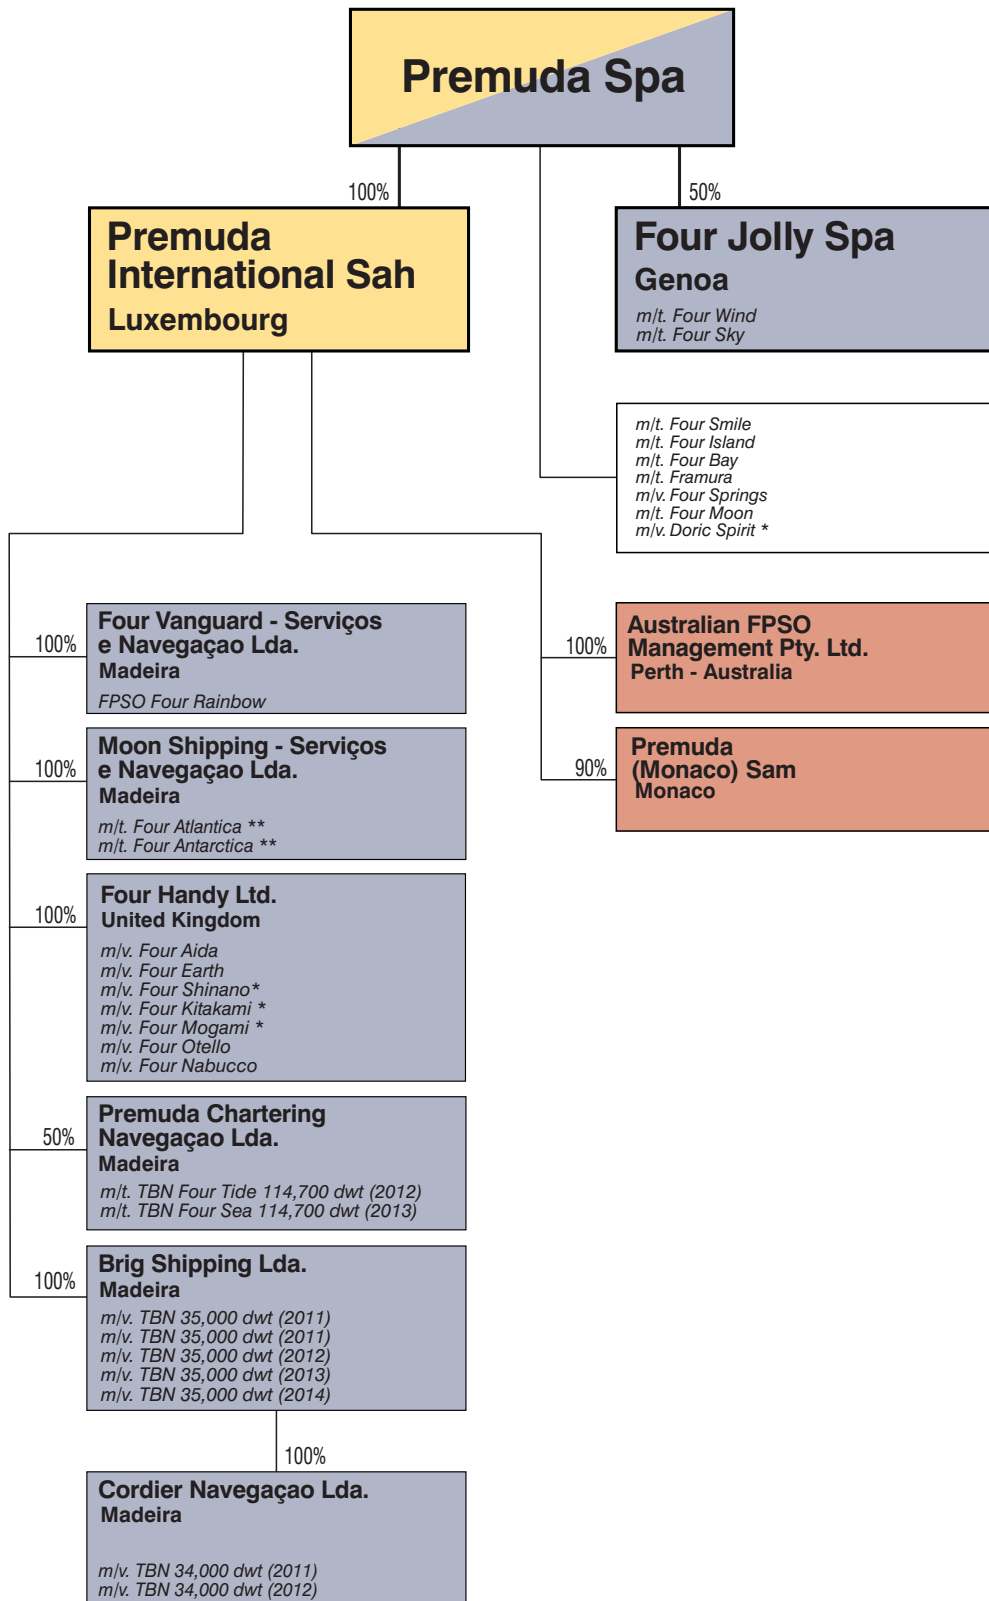 Premuda Spa
100%
50%
Premuda
International Sah
Luxembourg
Four Jolly Spa
Genoa
m/t. Four Wind
m/t. Four Sky
m/t. Four Smile
m/t. Four Island
m/t. Four Bay
m/t. Framura
m/v. Four Springs
m/t. Four Moon
m/v. Doric Spirit *
100%
Four Vanguard - Serviços
e Navegaçao Lda.
Madeira
FPSO Four Rainbow
100%
Australian FPSO
Management Pty. Ltd.
Perth - Australia
100%
Moon Shipping - Serviços
e Navegaçao Lda.
Madeira
m/t. Four Atlantica **
m/t. Four Antarctica **
90%
Premuda
(Monaco) Sam
Monaco
100%
Four Handy Ltd.
United Kingdom
m/v. Four Aida
m/v. Four Earth
m/v. Four Shinano*
m/v. Four Kitakami *
m/v. Four Mogami *
m/v. Four Otello
m/v. Four Nabucco
50%
Premuda Chartering
Navegaçao Lda.
Madeira
m/t. TBN Four Tide 114,700 dwt (2012)
m/t. TBN Four Sea 114,700 dwt (2013)
100%
Brig Shipping Lda.
Madeira
m/v. TBN 35,000 dwt (2011)
m/v. TBN 35,000 dwt (2011)
m/v. TBN 35,000 dwt (2012)
m/v. TBN 35,000 dwt (2013)
m/v. TBN 35,000 dwt (2014)
100%
Cordier Navegaçao Lda.
Madeira
m/v. TBN 34,000 dwt (2011)
m/v. TBN 34,000 dwt (2012)